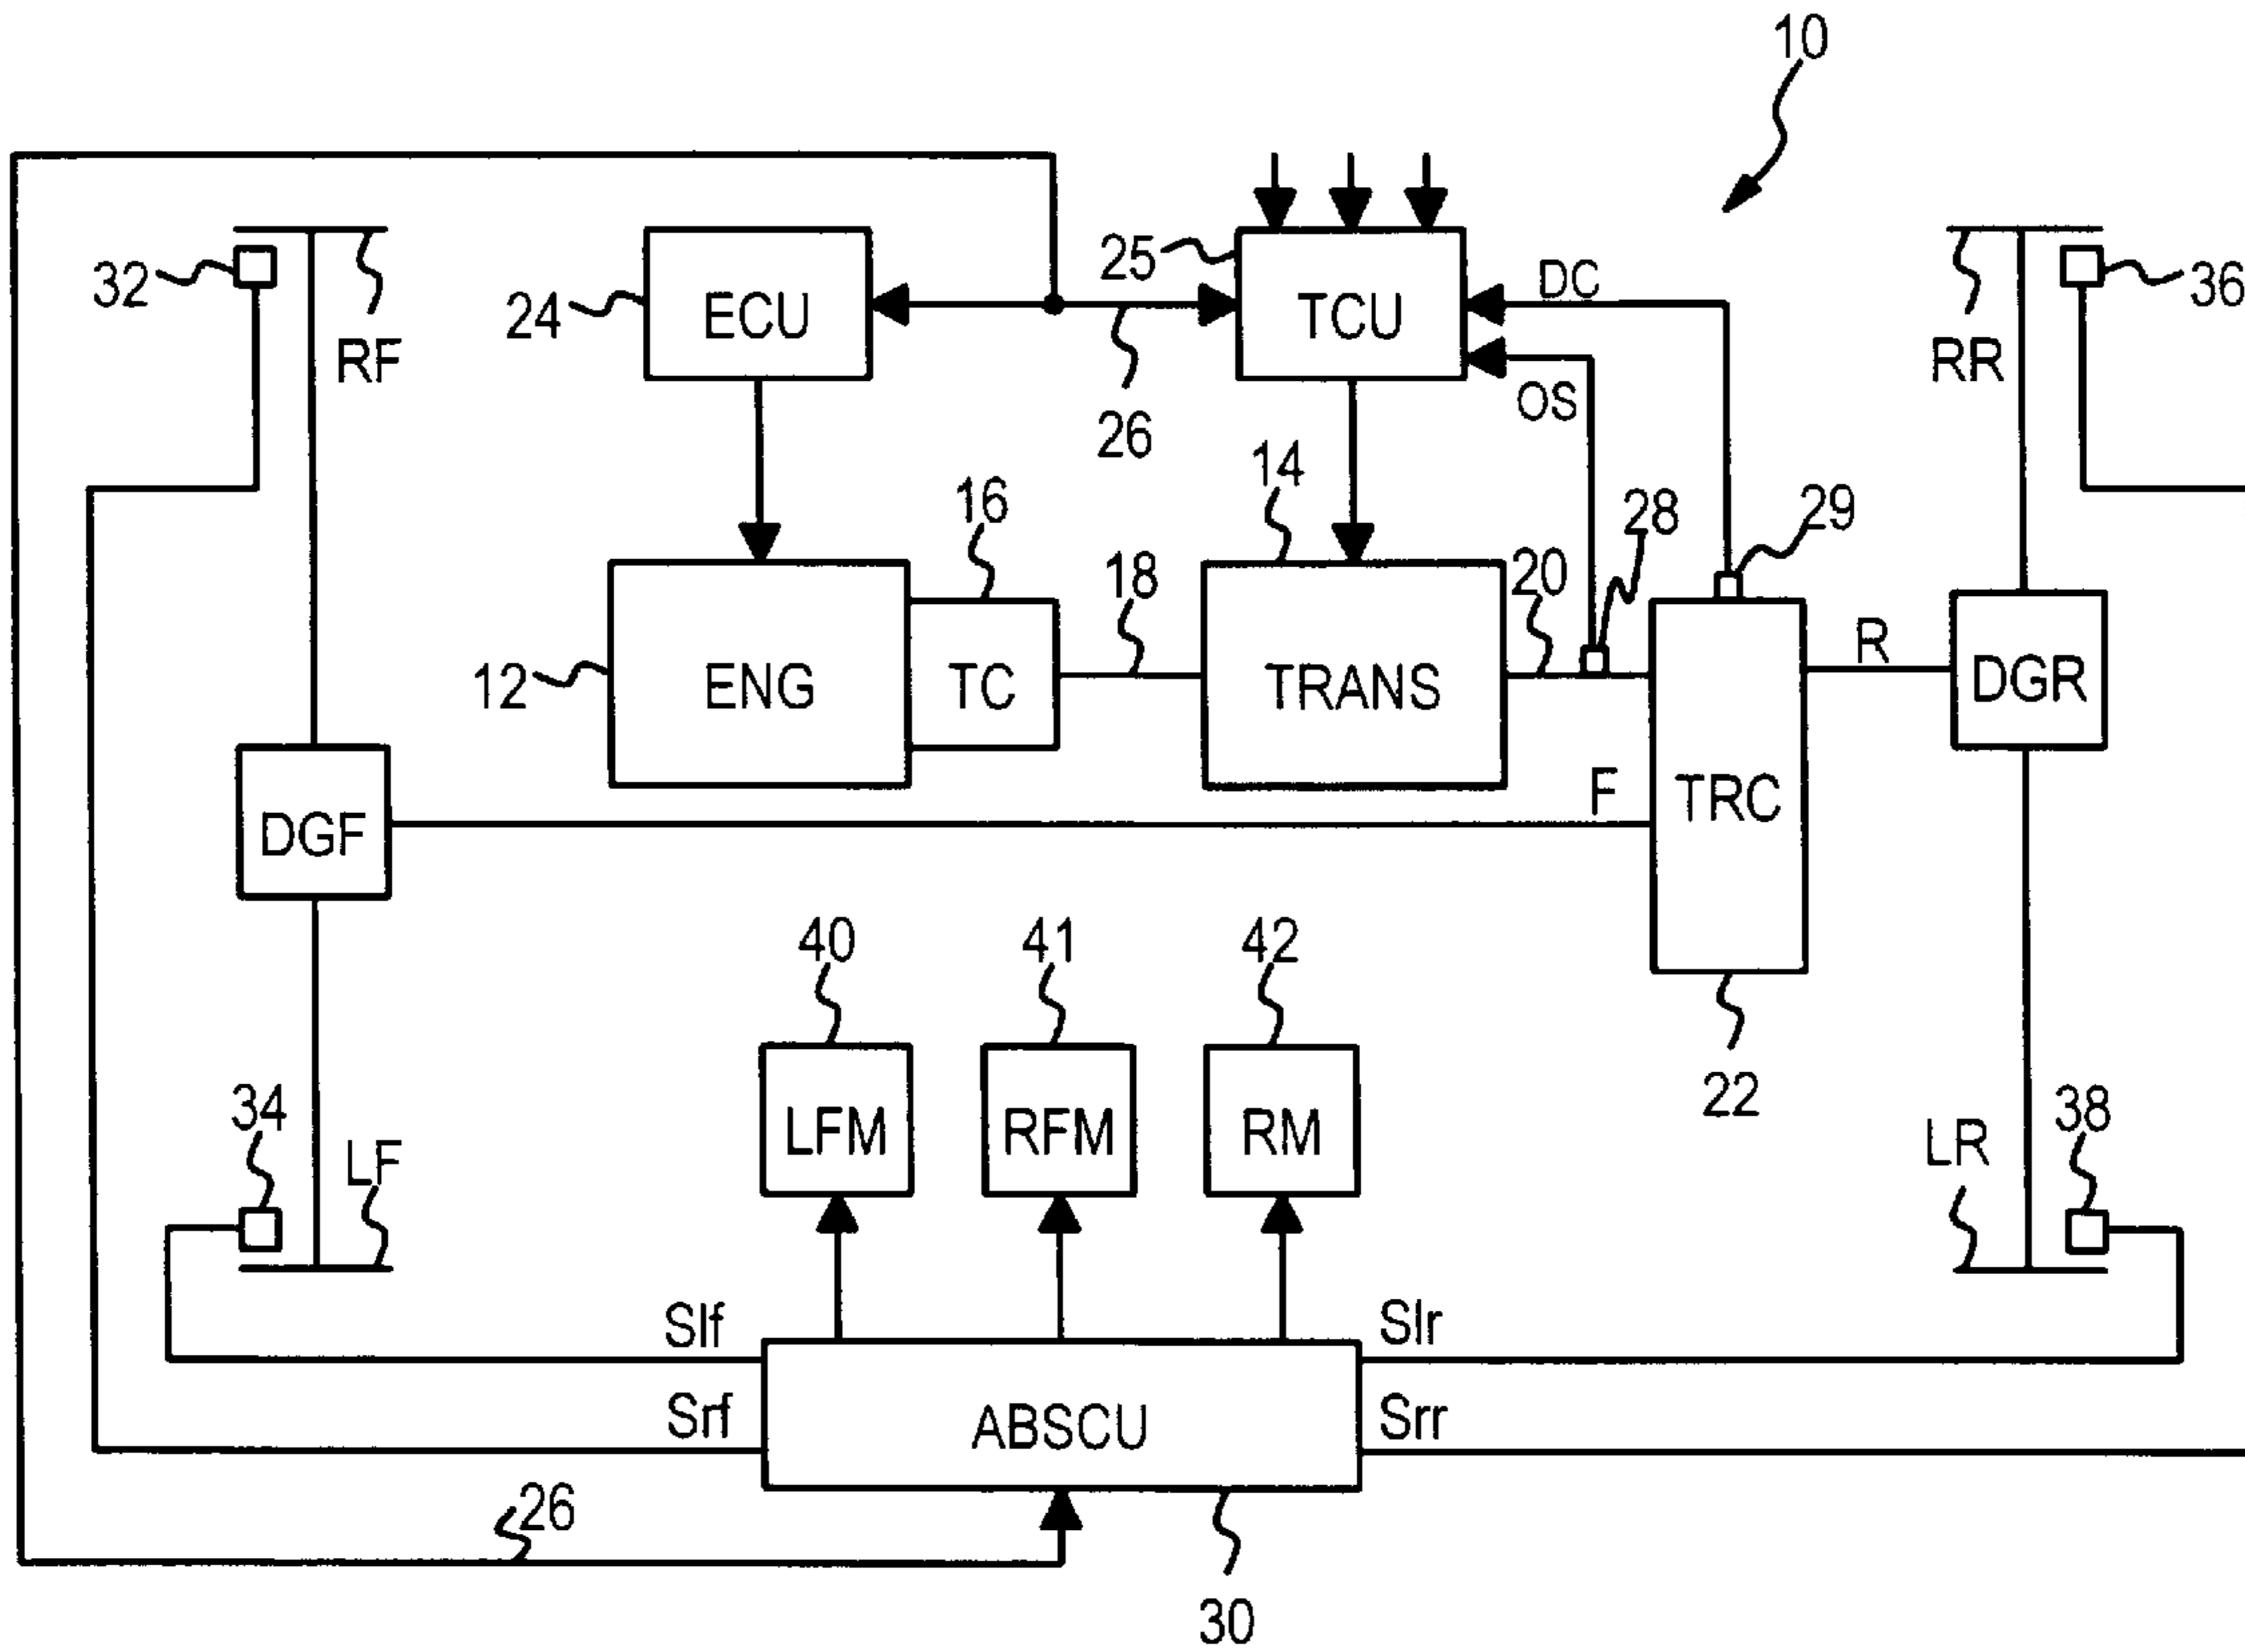 10
32
RF
24
ECU
25
TCU
DC
OS
26
RR
36
16
14
28
29
18
20
12
ENG
TC
TRANS
R
DGR
TRC
F
DGF
40
41
42
22
34
LF
LFM
RFM
RM
LR
38
Slf
Slr
Srf
ABSCU
Srr
26
30